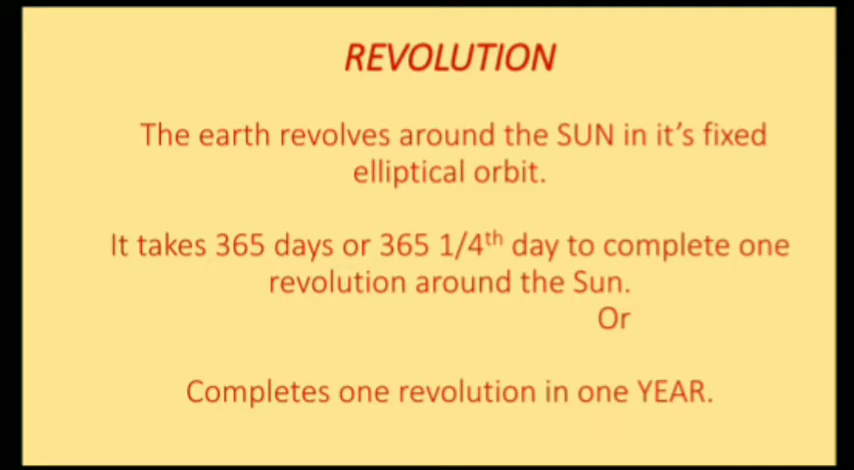 REVOLUTION
The earth revolves around the SUN in it's fixed
elliptical orbit.
It takes 365 days or 365 1/4th day to complete one
revolution around the Sun.
Or
Completes one revolution in one YEAR.